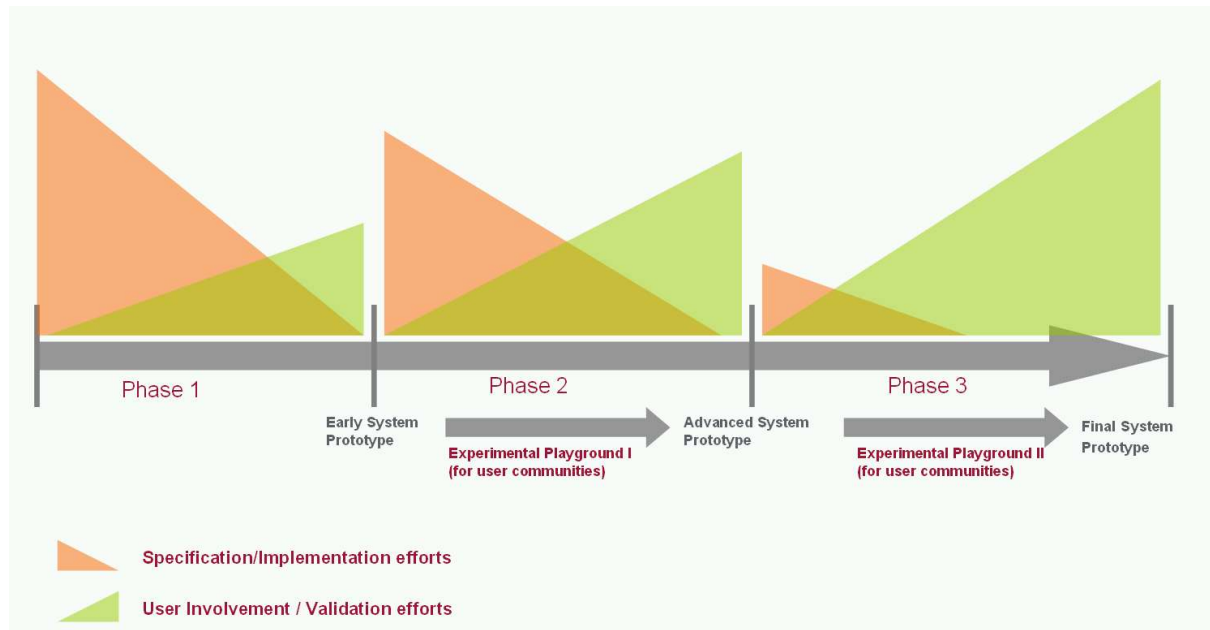 Phase 1
Phase 2
Phase 3
Early System
Prototype
Experimental Playground I
(for user communities)
Advanced System
Prototype
Experimental Playground II
(for user communities)
Final System
Prototype
Specification/Implementation efforts
User Involvement / Validation efforts